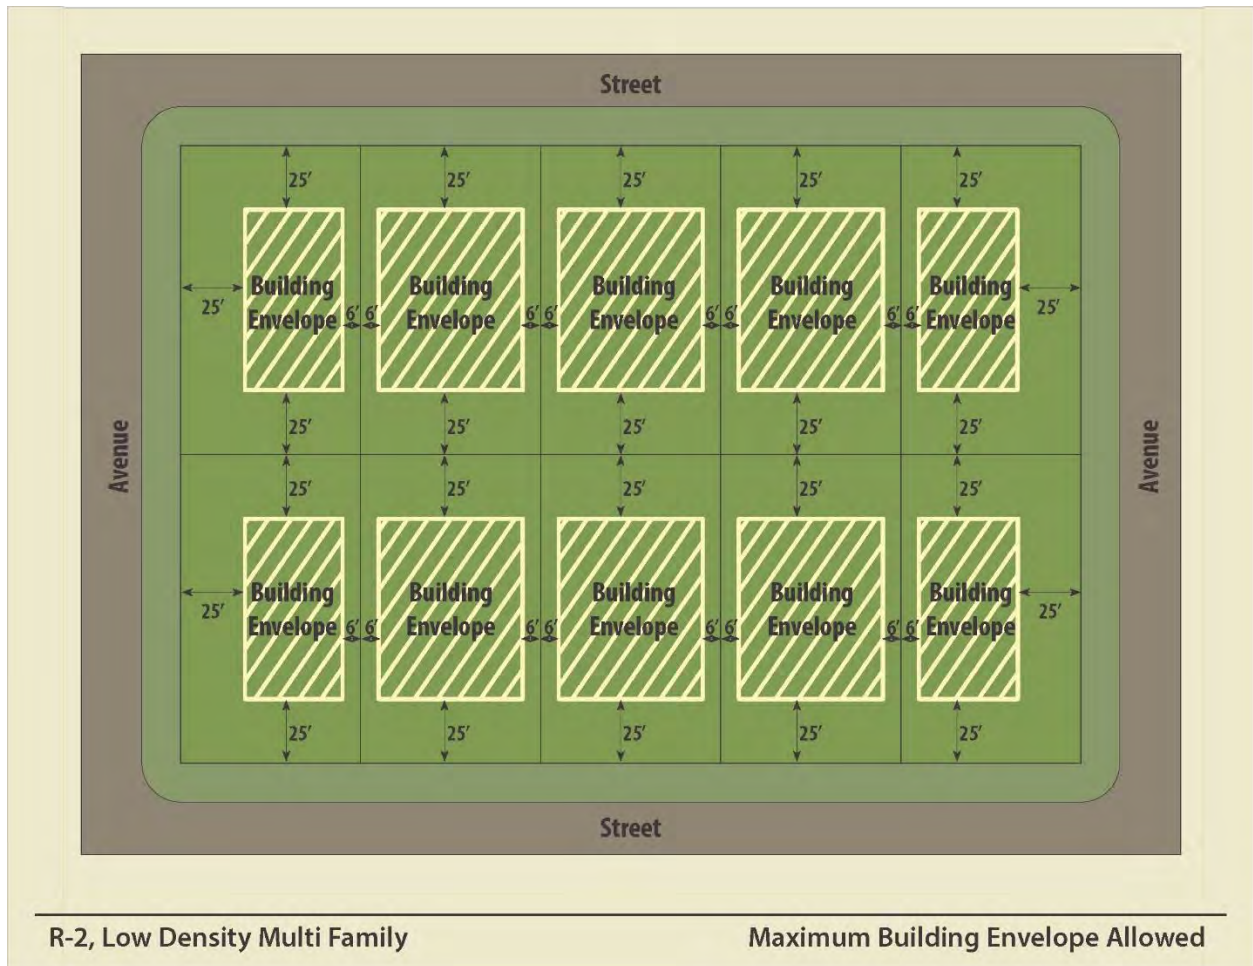 Street
25' 25' 25' 25' 25'
Building Building Building Building Building
25' Envelope 6' 6' Envelope 6' 6' Envelope 6' 6' Envelope 6' 6' Envelope 25'
25' 25' 25' 25' 25'
Avenue
Avenue
25' 25' 25' 25' 25'
Building Building Building Building Building
25' Envelope 6' 6' Envelope 6' 6' Envelope 6' 6' Envelope 6' 6' Envelope 25'
25' 25' 25' 25' 25'
Street
R-2, Low Density Multi Family
Maximum Building Envelope Allowed